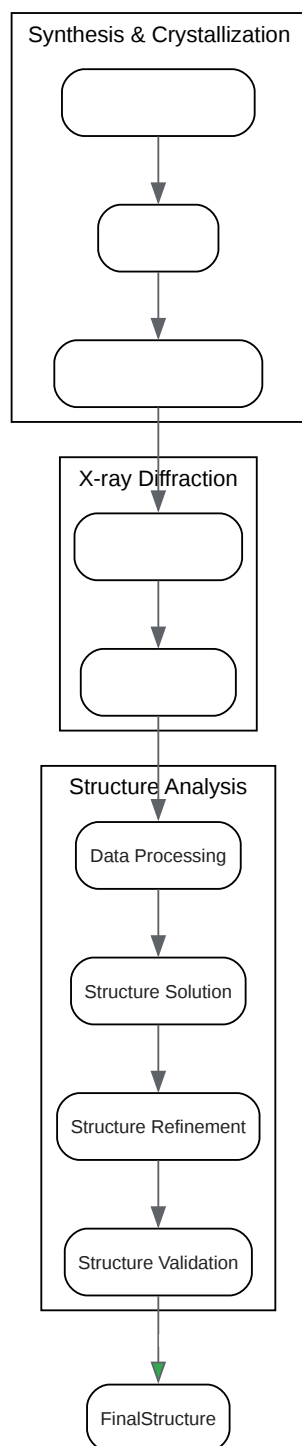 Synthesis & Crystallization
X-ray Diffraction
Structure Analysis
Data Processing
Structure Solution
Structure Refinement
Structure Validation
FinalStructure